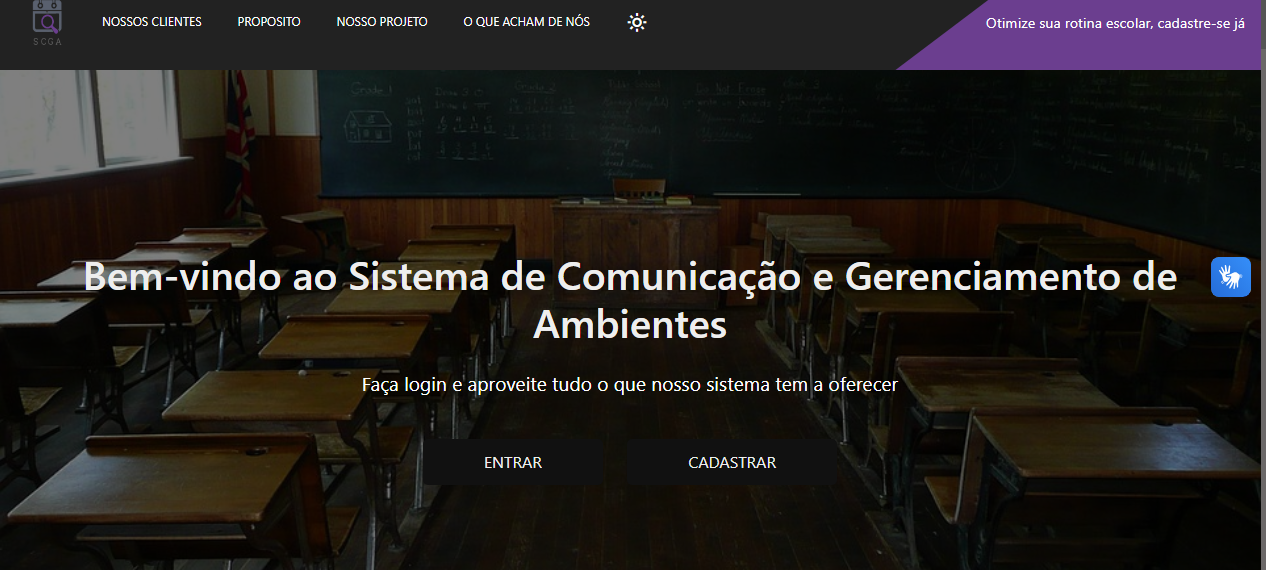 NOSSOS CLIENTES PROPOSITO NOSSO PROJETO O QUE ACHAM DE NÓS
Otimize sua rotina escolar, cadastre-se já
SCGA
Bem-vindo ao Sistema de Comunicação e Gerenciamento de
Ambientes
Faça login e aproveite tudo o que nosso sistema tem a oferecer
ENTRAR CADASTRAR